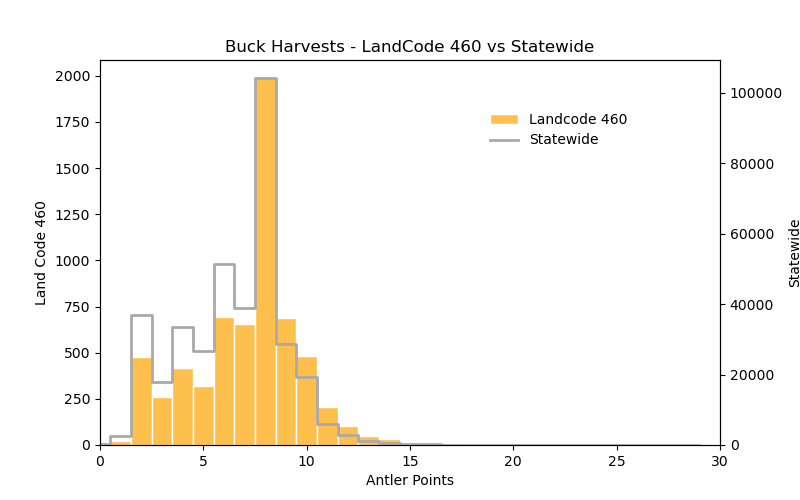 Buck Harvests - LandCode 460 vs Statewide
Landcode 460
Statewide
Land Code 460
2000
1750
1500
1250
1000
750
500
250
0
100000
80000
60000
40000
20000
0
Statewide
0 5 10 15 20 25 30
Antler Points